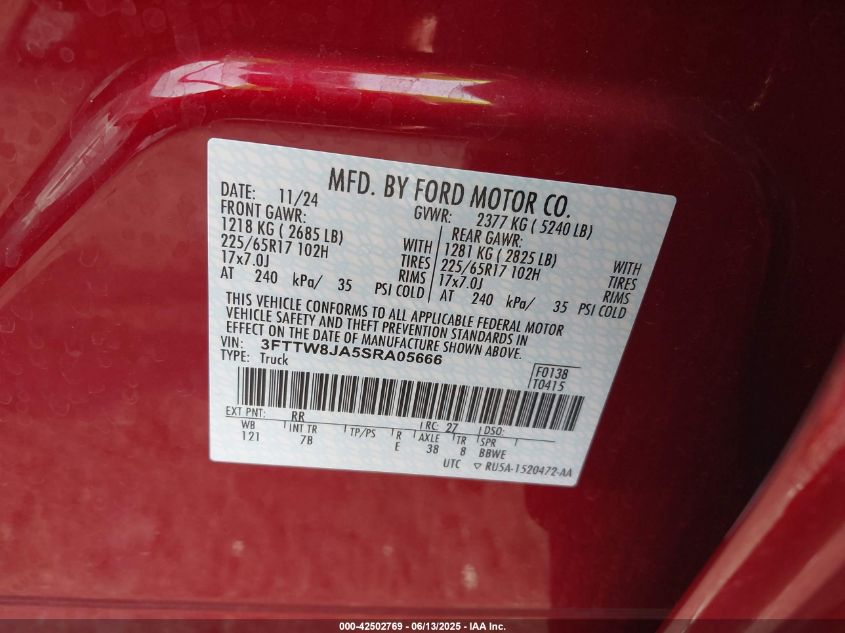 MFD. BY FORD MOTOR CO.
DATE: 11/24 GVWR: 2377 KG ( 5240 LB)
FRONT GAWR: REAR GAWR:
1218 KG ( 2685 LB) WITH 1281 KG ( 2825 LB) WITH
225/65R17 102H TIRES 225/65R17 102H TIRES
17x7.0J RIMS 17x7.0J RIMS
AT 240 kPa/ 35 PSI COLD AT 240 kPa/ 35 PSI COLD
THIS VEHICLE CONFORMS TO ALL APPLICABLE FEDERAL MOTOR
VEHICLE SAFETY AND THEFT PREVENTION STANDARDS IN
EFFECT ON THE DATE OF MANUFACTURE SHOWN ABOVE.
VIN: 3FTTW8JA5SRA05666
TYPE: Truck
F0138
T0415
EXT PNT: RR RC: 27 DSO:
WB INT TR TP/PS R AXLE TR SPR
121 7B E 38 8 BBWE
UTC ▽ RU5A-1520472-AA
000-42502769 - 06/13/2025 - IAA Inc.